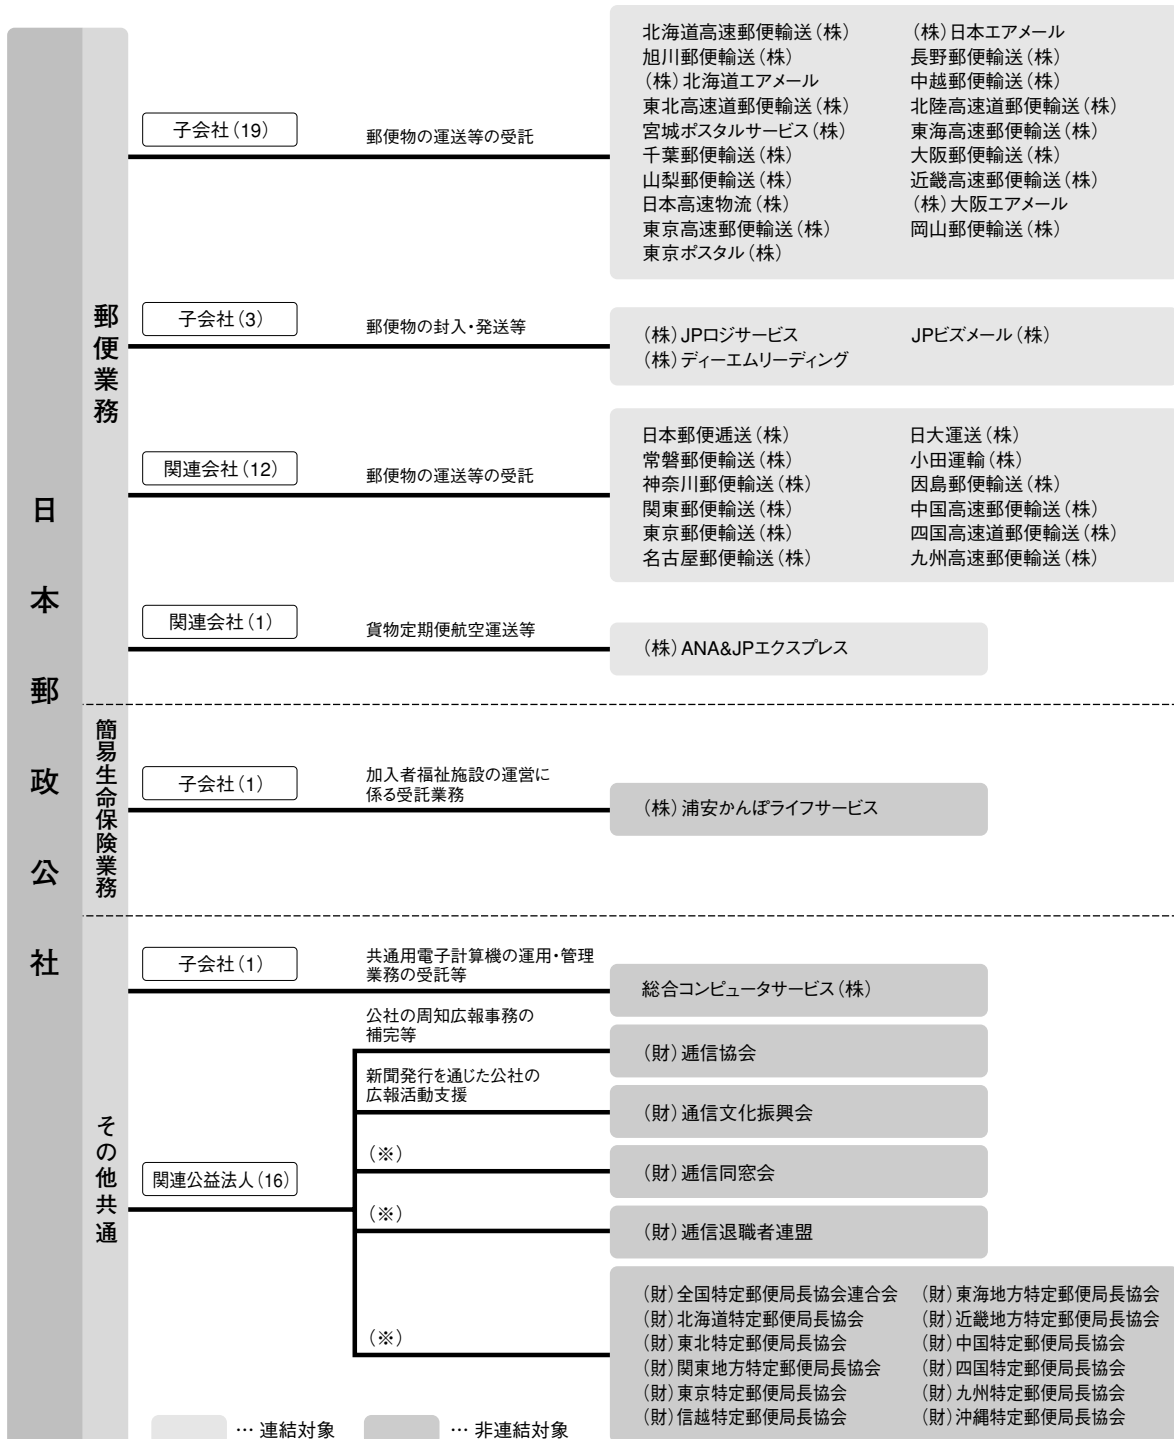 日本郵政公社
郵便業務
子会社（19）
郵便物の運送等の受託
北海道高速郵便輸送（株）
旭川郵便輸送（株）
（株）北海道エアメール
東北高速道郵便輸送（株）
宮城ポスタルサービス（株）
千葉郵便輸送（株）
山梨郵便輸送（株）
日本高速物流（株）
東京高速郵便輸送（株）
東京ポスタル（株）
（株）日本エアメール
長野郵便輸送（株）
中越郵便輸送（株）
北陸高速道郵便輸送（株）
東海高速郵便輸送（株）
大阪郵便輸送（株）
近畿高速郵便輸送（株）
（株）大阪エアメール
岡山郵便輸送（株）
子会社（3）
郵便物の封入・発送等
（株）JPロジサービス
（株）ディーエムリーディング
JPビズメール（株）
関連会社（12）
郵便物の運送等の受託
日本郵便逓送（株）
常磐郵便輸送（株）
神奈川郵便輸送（株）
関東郵便輸送（株）
東京郵便輸送（株）
名古屋郵便輸送（株）
日大運送（株）
小田運輸（株）
因島郵便輸送（株）
中国高速郵便輸送（株）
四国高速道郵便輸送（株）
九州高速郵便輸送（株）
関連会社（1）
貨物定期便航空運送等
（株）ANA&JPエクスプレス
簡易生命保険業務
子会社（1）
加入者福祉施設の運営に
係る受託業務
（株）浦安かんぽライフサービス
その他共通
子会社（1）
共通用電子計算機の運用・管理
業務の受託等
総合コンピュータサービス（株）
関連公益法人（16）
公社の周知広報事務の
補完等
（財）逓信協会
新聞発行を通じた公社の
広報活動支援
（財）通信文化振興会
（※）
（財）逓信同窓会
（※）
（財）逓信退職者連盟
（※）
（財）全国特定郵便局長協会連合会
（財）北海道特定郵便局長協会
（財）東北特定郵便局長協会
（財）関東地方特定郵便局長協会
（財）東京特定郵便局長協会
（財）信越特定郵便局長協会
（財）東海地方特定郵便局長協会
（財）近畿地方特定郵便局長協会
（財）中国特定郵便局長協会
（財）四国特定郵便局長協会
（財）九州特定郵便局長協会
（財）沖縄特定郵便局長協会
… 連結対象
… 非連結対象